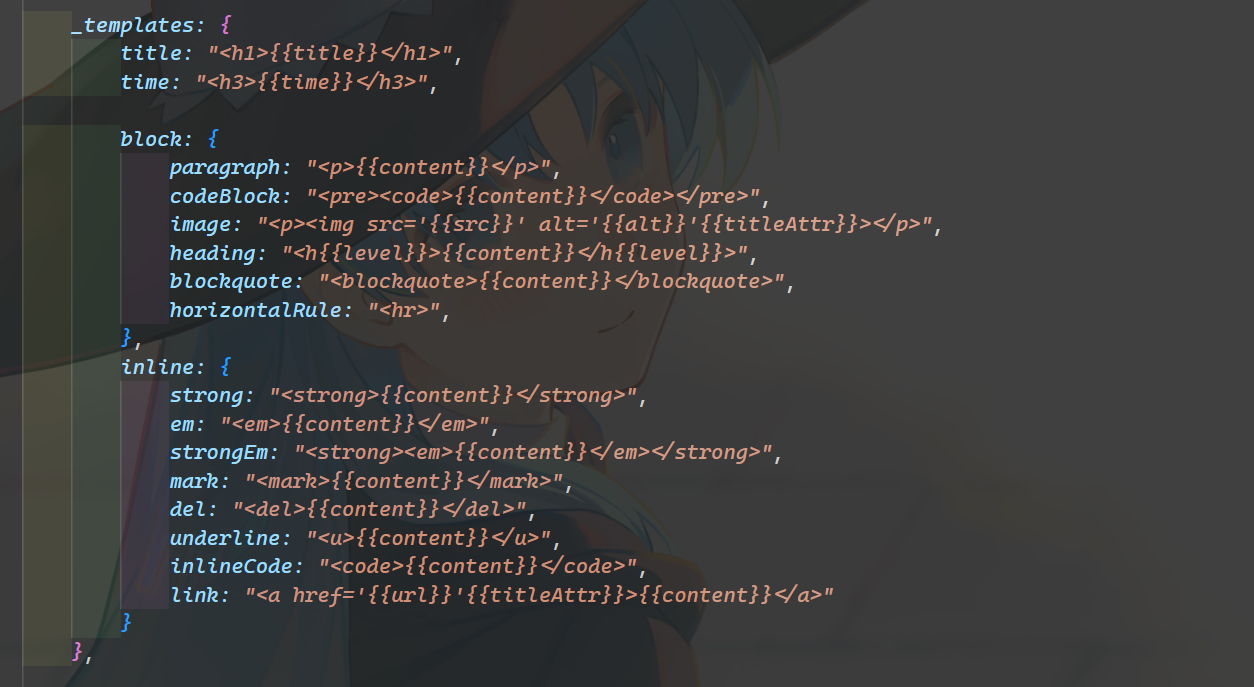 _templates: {
title: "<h1>{{title}}</h1>",
time: "<h3>{{time}}</h3>",
block: {
paragraph: "<p>{{content}}</p>",
codeBlock: "<pre><code>{{content}}</code></pre>",
image: "<p><img src='{{src}}' alt='{{alt}}'{{titleAttr}}></p>",
heading: "<h{{level}}>{{content}}</h{{level}}>",
blockquote: "<blockquote>{{content}}</blockquote>",
horizontalRule: "<hr>",
},
inline: {
strong: "<strong>{{content}}</strong>",
em: "<em>{{content}}</em>",
strongEm: "<strong><em>{{content}}</em></strong>",
mark: "<mark>{{content}}</mark>",
del: "<del>{{content}}</del>",
underline: "<u>{{content}}</u>",
inlineCode: "<code>{{content}}</code>",
link: "<a href='{{url}}'{{titleAttr}}>{{content}}</a>"
}
},